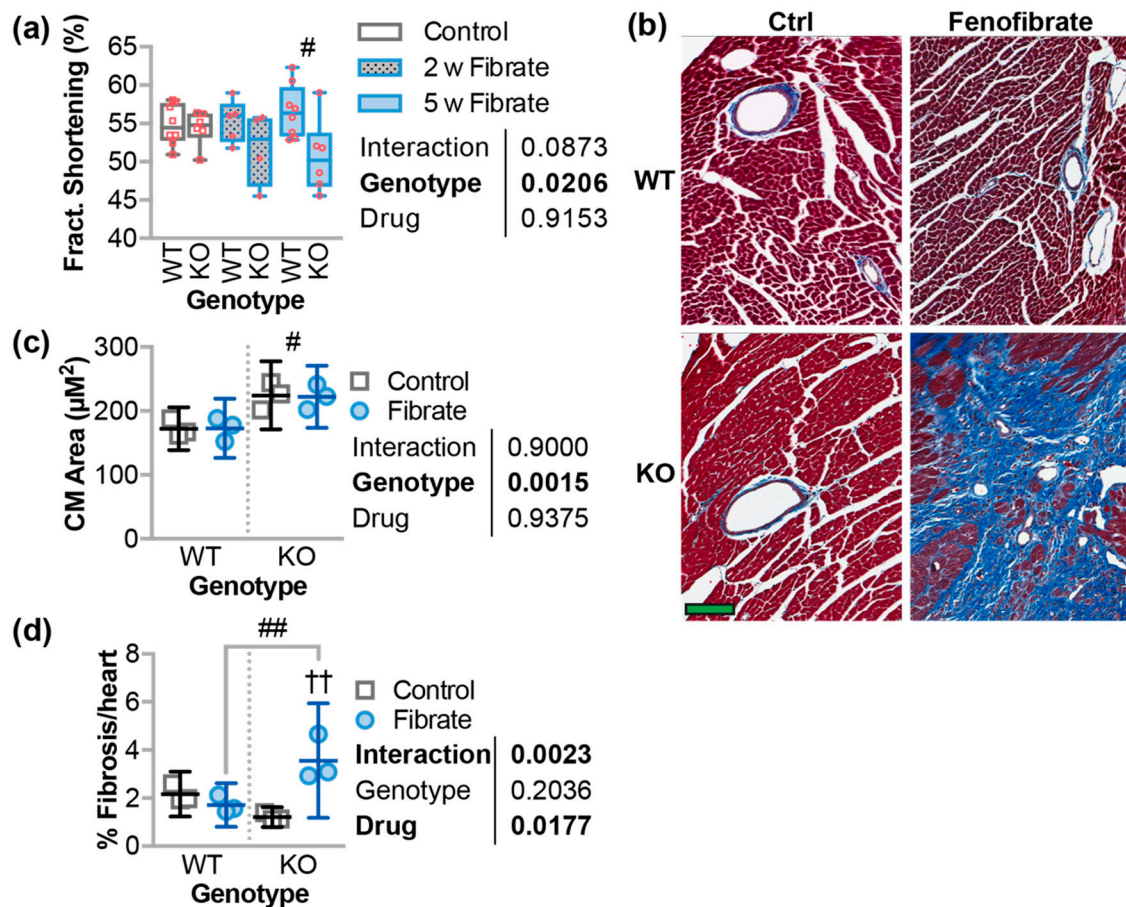 (a)
Fract. Shortening (%)
65
60
55
50
45
40
#
WT KO WT KO WT KO
Genotype
Control
2 w Fibrate
5 w Fibrate
Interaction 0.0873
Genotype 0.0206
Drug 0.9153
(b)
Ctrl Fenofibrate
WT
KO
(c)
CM Area (µM²)
300
200
100
0
#
WT KO
Genotype
Control
Fibrate
Interaction 0.9000
Genotype 0.0015
Drug 0.9375
(d)
% Fibrosis/heart
8
6
4
2
0
##
††
WT KO
Genotype
Control
Fibrate
Interaction 0.0023
Genotype 0.2036
Drug 0.0177